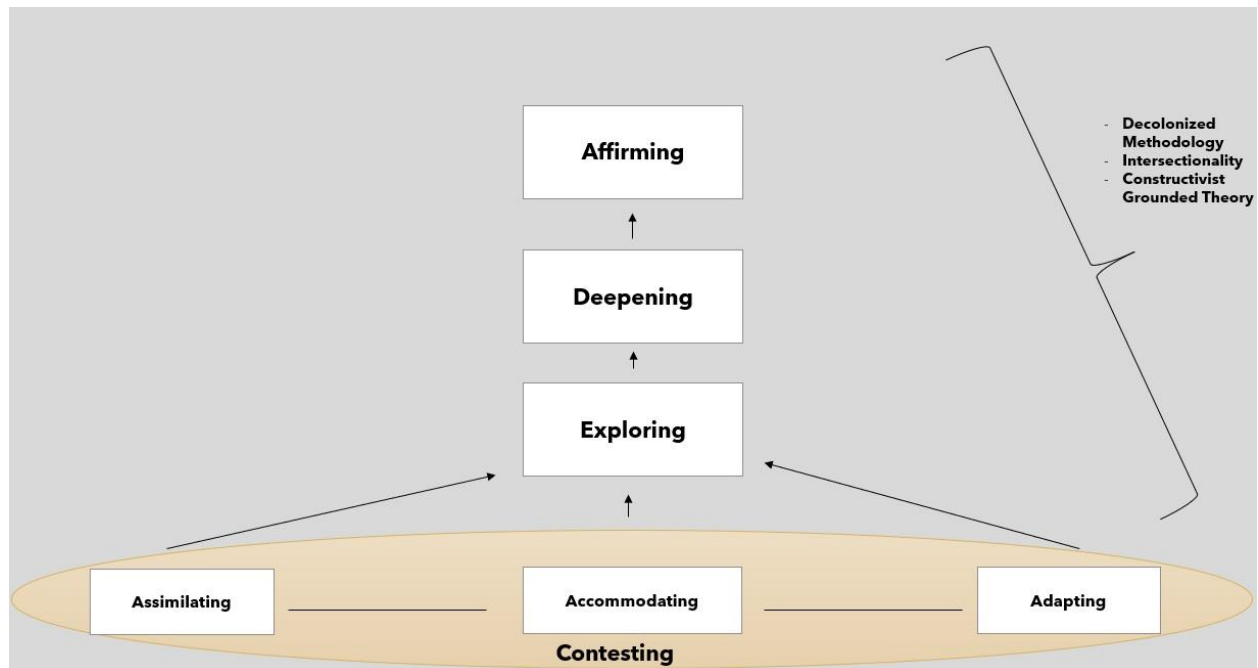 Affirming
- Decolonized
Methodology
- Intersectionality
- Constructivist
Grounded Theory
Deepening
Exploring
Assimilating
Accommodating
Adapting
Contesting